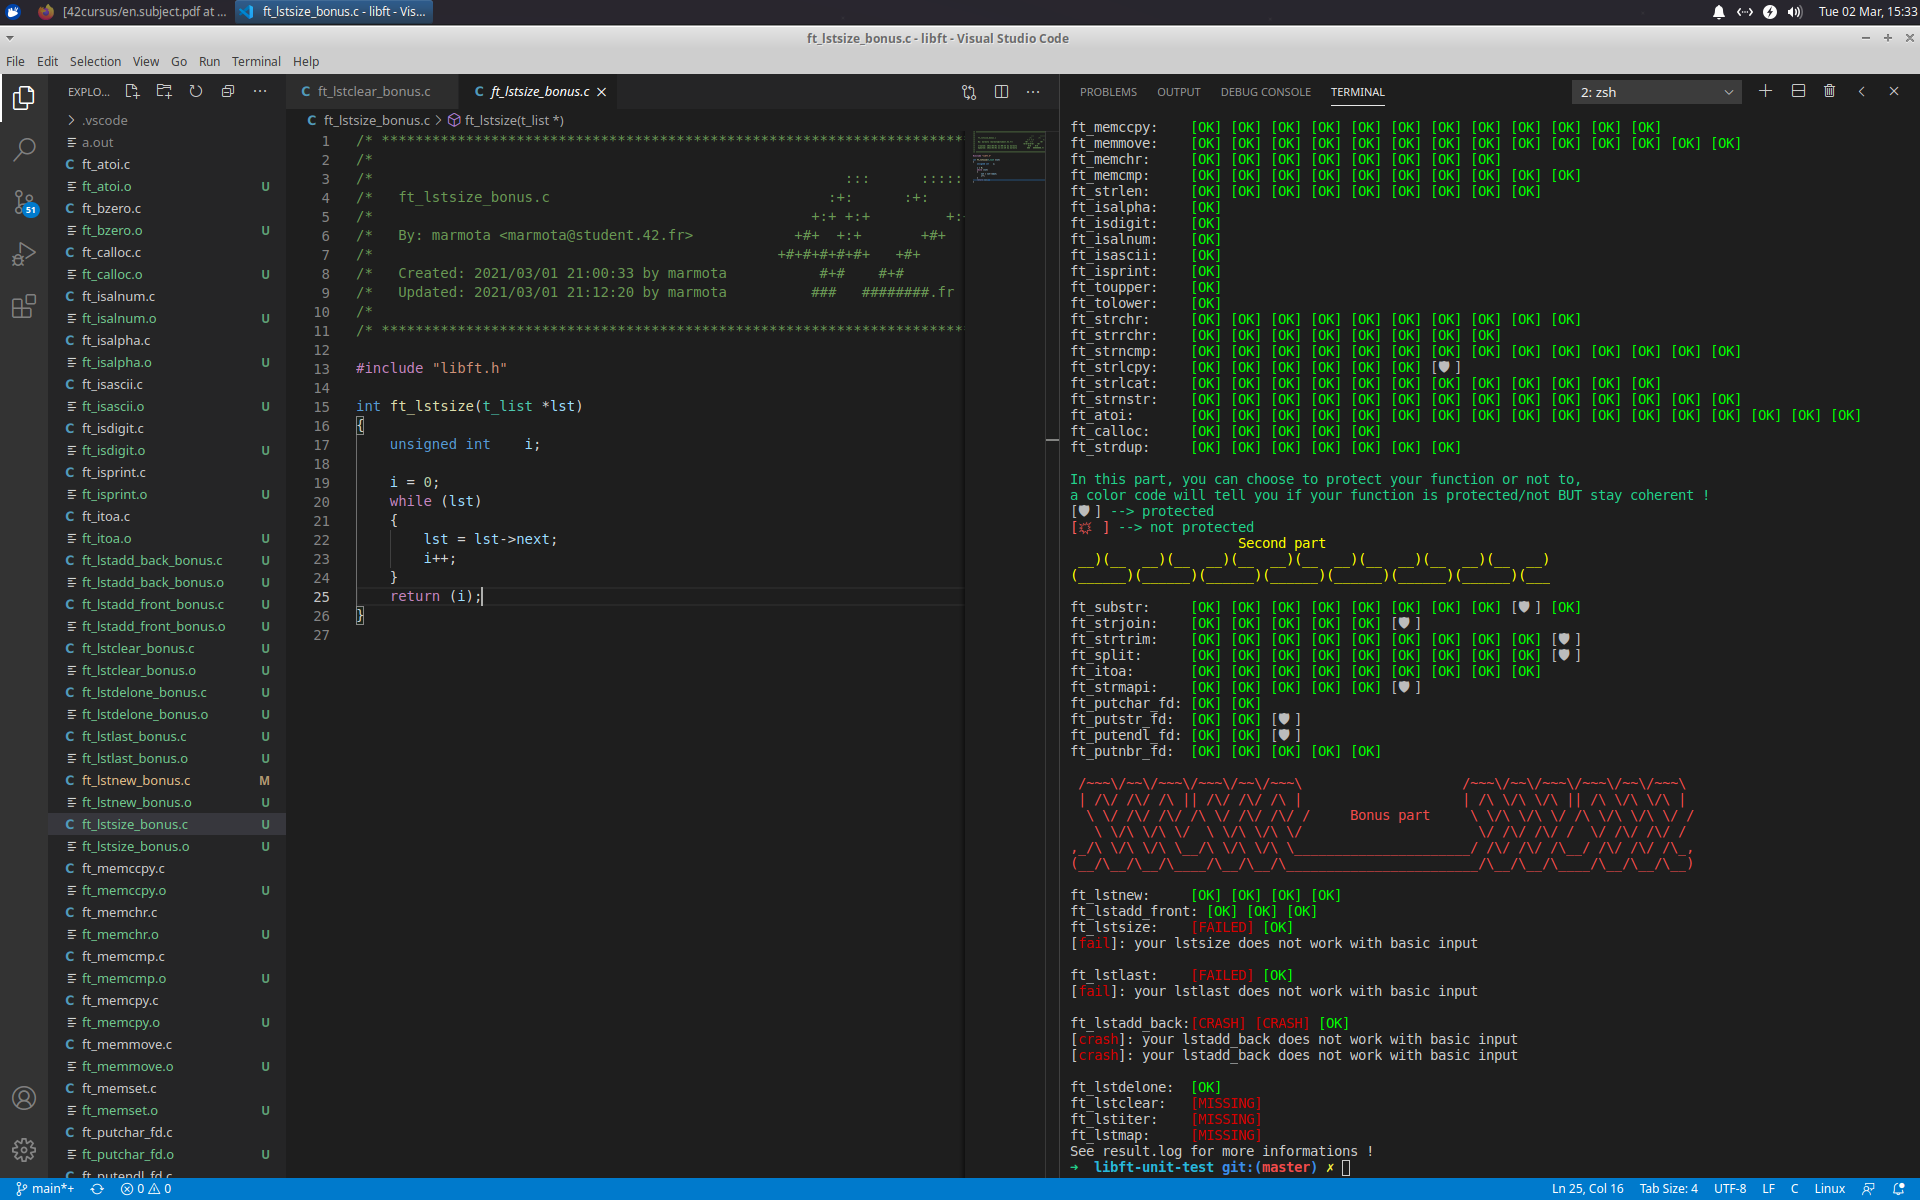 [42cursus/en.subject.pdf at ...
ft_lstsize_bonus.c - libft - Vis...
Tue 02 Mar, 15:33
ft_lstsize_bonus.c - libft - Visual Studio Code
File Edit Selection View Go Run Terminal Help
EXPLO...
.vscode
a.out
ft_atoi.c
ft_atoi.o U
ft_bzero.c
ft_bzero.o U
ft_calloc.c
ft_calloc.o U
ft_isalnum.c
ft_isalnum.o U
ft_isalpha.c
ft_isalpha.o U
ft_isascii.c
ft_isascii.o U
ft_isdigit.c
ft_isdigit.o U
ft_isprint.c
ft_isprint.o U
ft_itoa.c
ft_itoa.o U
ft_lstadd_back_bonus.c U
ft_lstadd_back_bonus.o U
ft_lstadd_front_bonus.c U
ft_lstadd_front_bonus.o U
ft_lstclear_bonus.c U
ft_lstclear_bonus.o U
ft_lstdelone_bonus.c U
ft_lstdelone_bonus.o U
ft_lstlast_bonus.c U
ft_lstlast_bonus.o U
ft_lstnew_bonus.c M
ft_lstnew_bonus.o U
ft_lstsize_bonus.c U
ft_lstsize_bonus.o U
ft_memccpy.c
ft_memccpy.o U
ft_memchr.c
ft_memchr.o U
ft_memcmp.c
ft_memcmp.o U
ft_memcpy.c
ft_memcpy.o U
ft_memmove.c
ft_memmove.o U
ft_memset.c
ft_memset.o U
ft_putchar_fd.c
ft_putchar_fd.o U
ft_putendl_fd.c
51
ft_lstclear_bonus.c
ft_lstsize_bonus.c
ft_lstsize_bonus.c > ft_lstsize(t_list *)
1 /* *********************************************************************
2 /*
3 /* ::: :::::
4 /* ft_lstsize_bonus.c :+: :+:
5 /* +:+ +:+ +:
6 /* By: marmota <marmota@student.42.fr> +#+ +:+ +#+
7 /* +#+#+#+#+#+ +#+
8 /* Created: 2021/03/01 21:00:33 by marmota #+# #+#
9 /* Updated: 2021/03/01 21:12:20 by marmota ### ########.fr
10 /*
11 /* *********************************************************************
12
13 #include "libft.h"
14
15 int ft_lstsize(t_list *lst)
16 {
17 unsigned int i;
18
19 i = 0;
20 while (lst)
21 {
22 lst = lst->next;
23 i++;
24 }
25 return (i);
26 }
27
PROBLEMS OUTPUT DEBUG CONSOLE TERMINAL
2: zsh
ft_memccpy: [OK] [OK] [OK] [OK] [OK] [OK] [OK] [OK] [OK] [OK] [OK] [OK]
ft_memmove: [OK] [OK] [OK] [OK] [OK] [OK] [OK] [OK] [OK] [OK] [OK] [OK] [OK] [OK]
ft_memchr: [OK] [OK] [OK] [OK] [OK] [OK] [OK] [OK]
ft_memcmp: [OK] [OK] [OK] [OK] [OK] [OK] [OK] [OK] [OK] [OK]
ft_strlen: [OK] [OK] [OK] [OK] [OK] [OK] [OK] [OK] [OK]
ft_isalpha: [OK]
ft_isdigit: [OK]
ft_isalnum: [OK]
ft_isascii: [OK]
ft_isprint: [OK]
ft_toupper: [OK]
ft_tolower: [OK]
ft_strchr: [OK] [OK] [OK] [OK] [OK] [OK] [OK] [OK] [OK] [OK]
ft_strrchr: [OK] [OK] [OK] [OK] [OK] [OK] [OK] [OK]
ft_strncmp: [OK] [OK] [OK] [OK] [OK] [OK] [OK] [OK] [OK] [OK] [OK] [OK] [OK] [OK]
ft_strlcpy: [OK] [OK] [OK] [OK] [OK] [OK] [🛡]
ft_strlcat: [OK] [OK] [OK] [OK] [OK] [OK] [OK] [OK] [OK] [OK] [OK] [OK]
ft_strnstr: [OK] [OK] [OK] [OK] [OK] [OK] [OK] [OK] [OK] [OK] [OK] [OK] [OK] [OK]
ft_atoi: [OK] [OK] [OK] [OK] [OK] [OK] [OK] [OK] [OK] [OK] [OK] [OK] [OK] [OK] [OK] [OK] [OK]
ft_calloc: [OK] [OK] [OK] [OK] [OK]
ft_strdup: [OK] [OK] [OK] [OK] [OK] [OK] [OK]
In this part, you can choose to protect your function or not to,
a color code will tell you if your function is protected/not BUT stay coherent !
[🛡] --> protected
[💥 ] --> not protected
Second part
ft_substr: [OK] [OK] [OK] [OK] [OK] [OK] [OK] [OK] [🛡] [OK]
ft_strjoin: [OK] [OK] [OK] [OK] [OK] [🛡]
ft_strtrim: [OK] [OK] [OK] [OK] [OK] [OK] [OK] [OK] [OK] [🛡]
ft_split: [OK] [OK] [OK] [OK] [OK] [OK] [OK] [OK] [OK] [🛡]
ft_itoa: [OK] [OK] [OK] [OK] [OK] [OK] [OK] [OK] [OK]
ft_strmapi: [OK] [OK] [OK] [OK] [OK] [🛡]
ft_putchar_fd: [OK] [OK]
ft_putstr_fd: [OK] [OK] [🛡]
ft_putendl_fd: [OK] [OK] [🛡]
ft_putnbr_fd: [OK] [OK] [OK] [OK] [OK]
Bonus part
ft_lstnew: [OK] [OK] [OK] [OK]
ft_lstadd_front: [OK] [OK] [OK]
ft_lstsize: [FAILED] [OK]
[fail]: your lstsize does not work with basic input
ft_lstlast: [FAILED] [OK]
[fail]: your lstlast does not work with basic input
ft_lstadd_back:[CRASH] [CRASH] [OK]
[crash]: your lstadd_back does not work with basic input
[crash]: your lstadd_back does not work with basic input
ft_lstdelone: [OK]
ft_lstclear: [MISSING]
ft_lstiter: [MISSING]
ft_lstmap: [MISSING]
See result.log for more informations !
➜ libft-unit-test git:(master) ✗
main*+ 0 0
Ln 25, Col 16 Tab Size: 4 UTF-8 LF C Linux